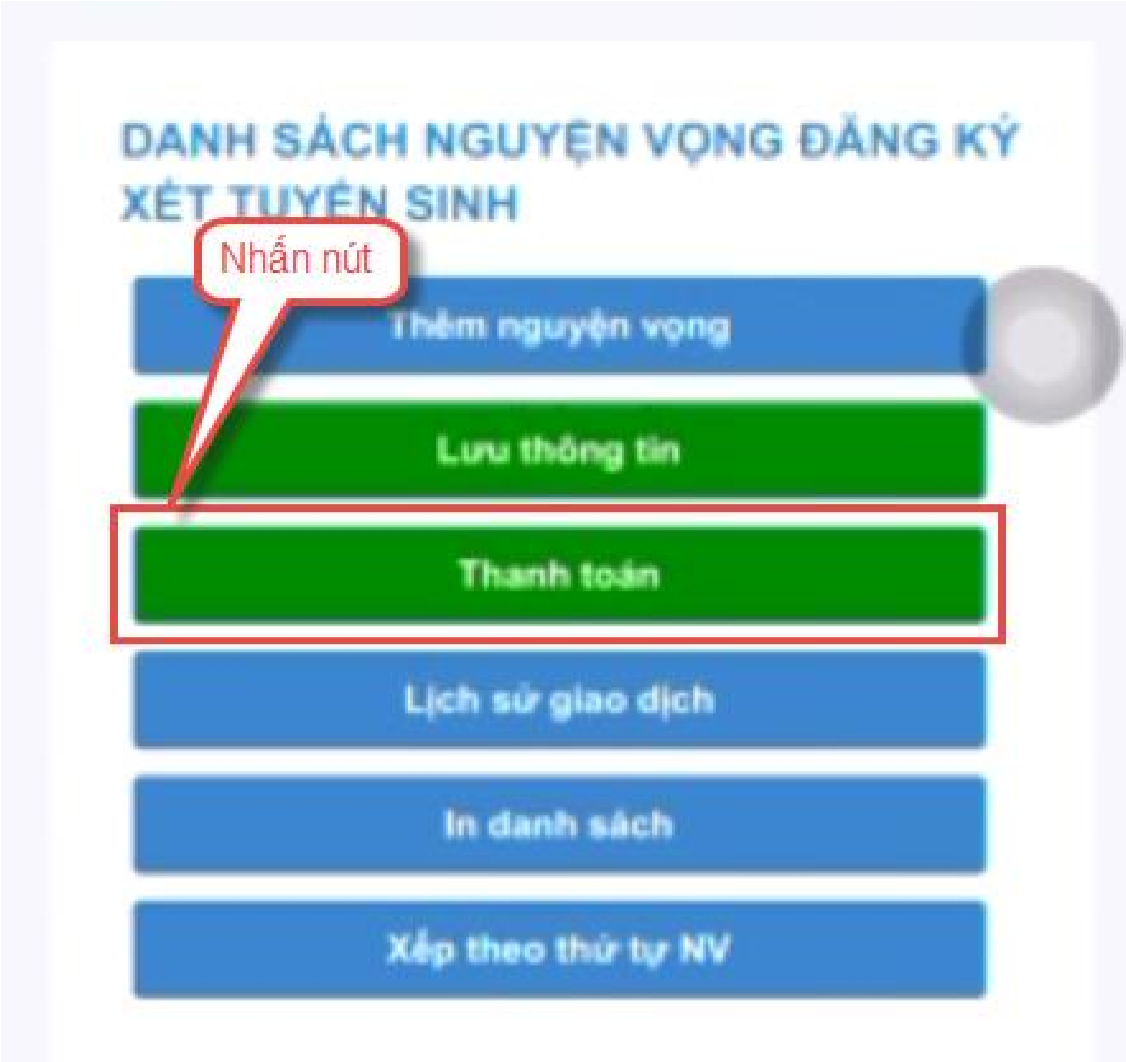 DANH SÁCH NGUYỆN VỌNG ĐĂNG KÝ
XÉT TUYỂN SINH
Nhấn nút
Thêm nguyện vọng
Lưu thông tin
Thanh toán
Lịch sử giao dịch
In danh sách
Xếp theo thứ tự NV